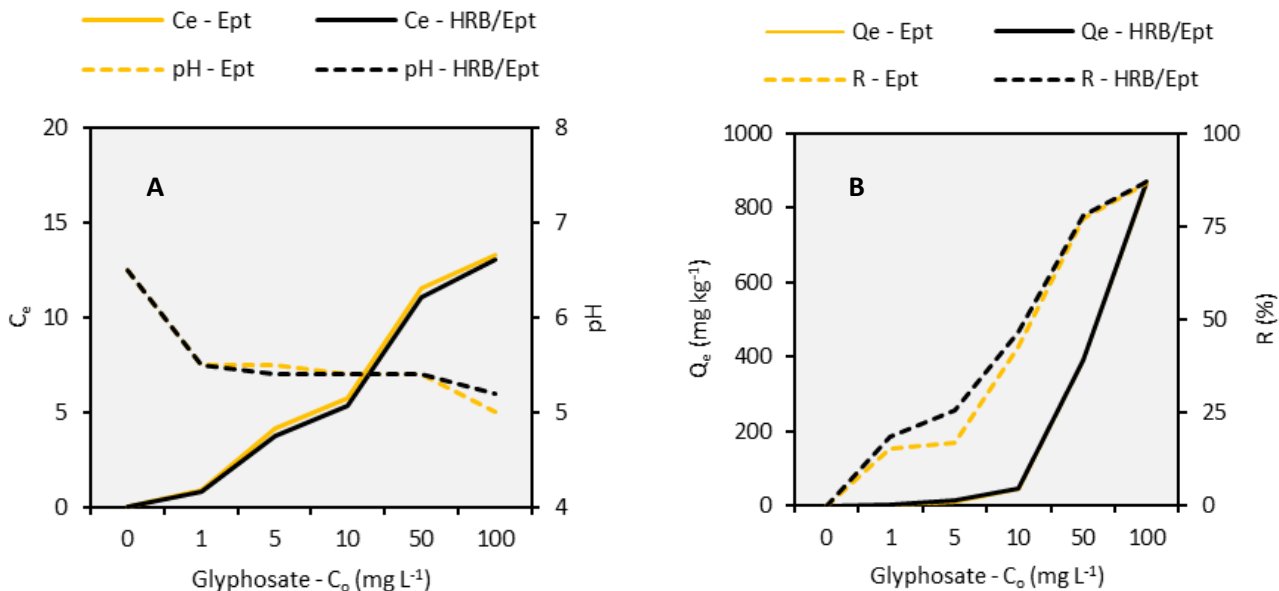 Ce - Ept
Ce - HRB/Ept
pH - Ept
pH - HRB/Ept
20
15
10
5
0
Cₑ
A
8
7
6
5
4
pH
0 1 5 10 50 100
Glyphosate - Cₒ (mg L⁻¹)
Qe - Ept
Qe - HRB/Ept
R - Ept
R - HRB/Ept
1000
800
600
400
200
0
Qₑ (mg kg⁻¹)
B
100
75
50
25
0
R (%)
0 1 5 10 50 100
Glyphosate - Cₒ (mg L⁻¹)